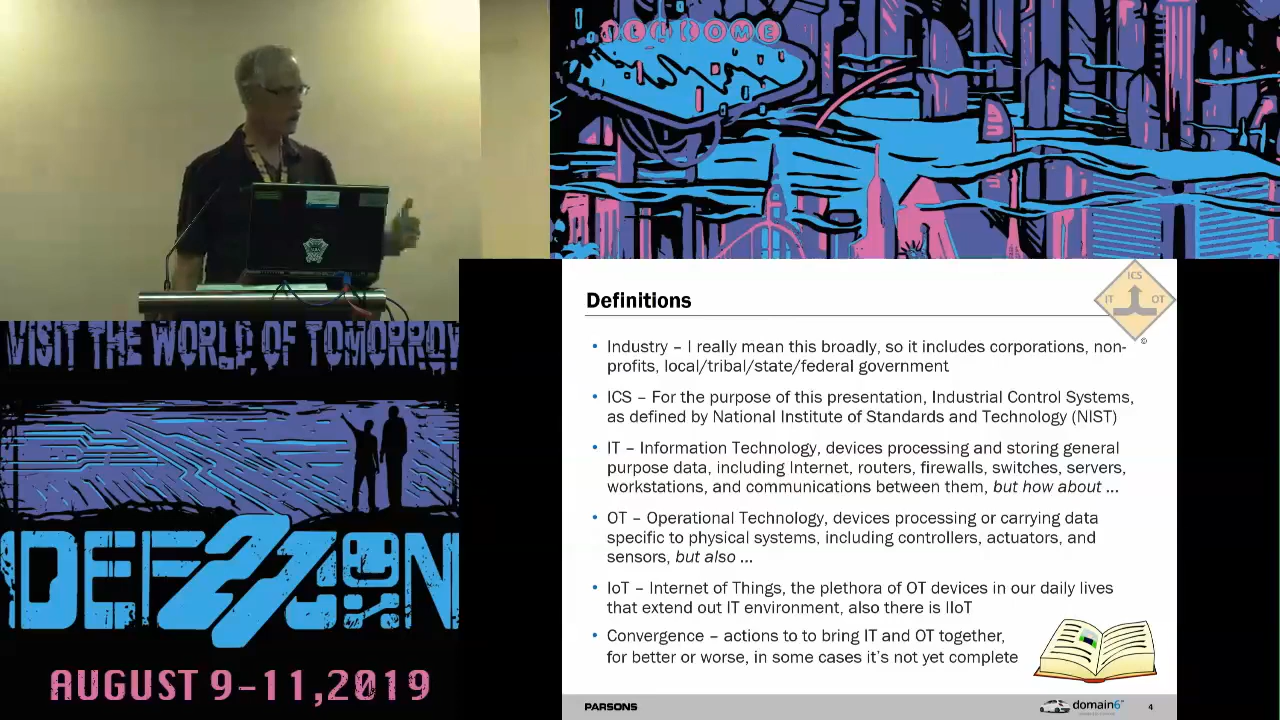 WELCOME
VISIT THE WORLD OF TOMORROW
DEFCON
27
AUGUST 9-11,2019
Definitions
ICS
IT
OT
©
• Industry – I really mean this broadly, so it includes corporations, non-
profits, local/tribal/state/federal government
• ICS – For the purpose of this presentation, Industrial Control Systems,
as defined by National Institute of Standards and Technology (NIST)
• IT – Information Technology, devices processing and storing general
purpose data, including Internet, routers, firewalls, switches, servers,
workstations, and communications between them, but how about ...
• OT – Operational Technology, devices processing or carrying data
specific to physical systems, including controllers, actuators, and
sensors, but also ...
• IoT – Internet of Things, the plethora of OT devices in our daily lives
that extend out IT environment, also there is IIoT
• Convergence – actions to to bring IT and OT together,
for better or worse, in some cases it's not yet complete
PARSONS
domain6
4